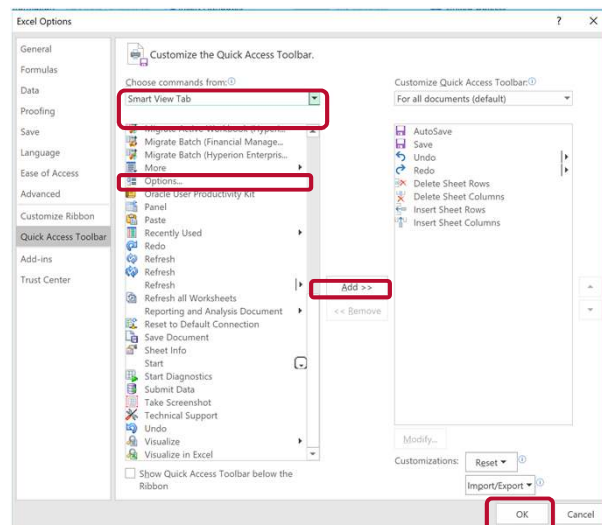 Excel Options
?
General
Formulas
Data
Proofing
Save
Language
Ease of Access
Advanced
Customize Ribbon
Quick Access Toolbar
Add-ins
Trust Center
Customize the Quick Access Toolbar.
Choose commands from:
Smart View Tab
Migrate Active Workbook (Hyperi...
Migrate Batch (Financial Manage...
Migrate Batch (Hyperion Enterpris...
More
Options...
Oracle User Productivity Kit
Panel
Paste
Recently Used
Redo
Refresh
Refresh
Refresh
Refresh all Worksheets
Reporting and Analysis Document
Reset to Default Connection
Save Document
Sheet Info
Start
Start Diagnostics
Submit Data
Take Screenshot
Technical Support
Undo
Visualize
Visualize in Excel
Show Quick Access Toolbar below the
Ribbon
Add >>
<< Remove
Customize Quick Access Toolbar:
For all documents (default)
AutoSave
Save
Undo
Redo
Delete Sheet Rows
Delete Sheet Columns
Insert Sheet Rows
Insert Sheet Columns
Modify...
Customizations:
Reset
Import/Export
OK
Cancel